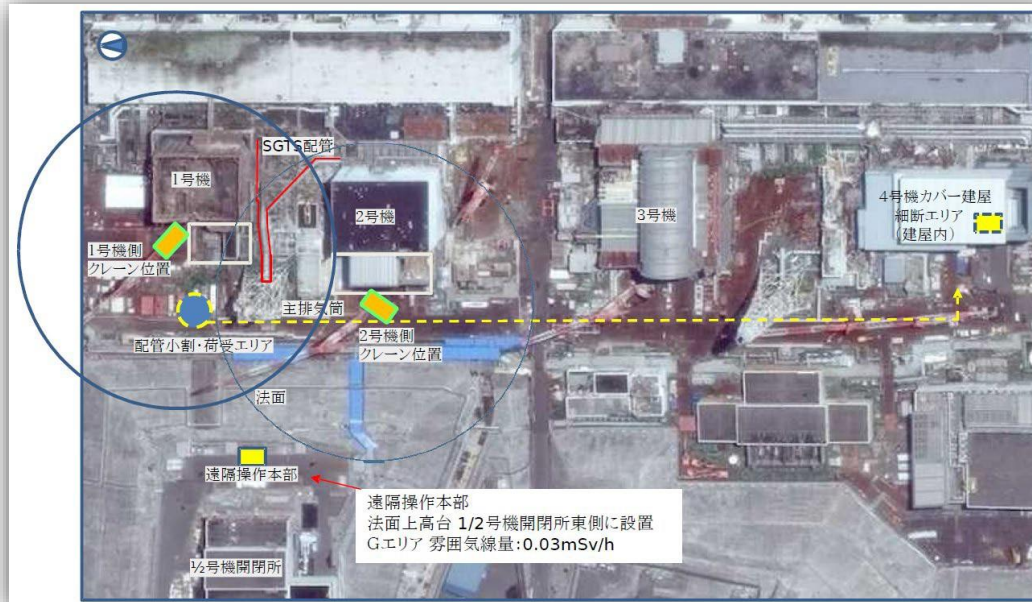 SGTS配管
1号機
2号機
3号機
4号機カバー建屋
細断エリア
(建屋内)
1号機側
クレーン位置
主排気筒
2号機側
クレーン位置
配管小割・荷受エリア
法面
遠隔操作本部
遠隔操作本部
法面上高台 1/2号機開閉所東側に設置
Gエリア 雰囲気線量:0.03mSv/h
½号機開閉所